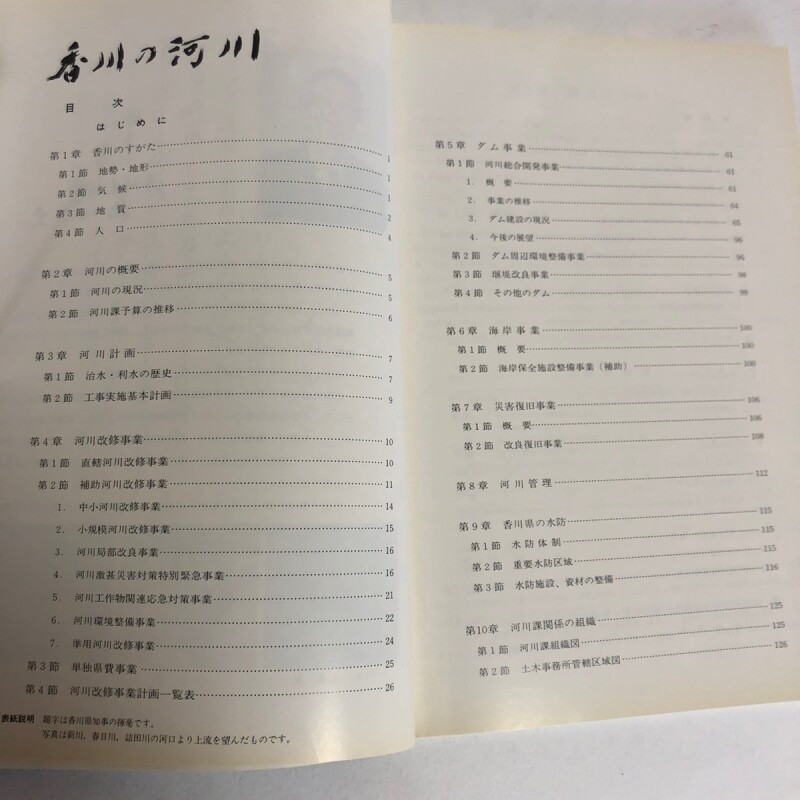 香川の河川
目次
はじめに
第1章 香川のすがた……1
第1節 地勢・地形……1
第2節 気候……1
第3節 地質……2
第4節 人口……4
第2章 河川の概要……5
第1節 河川の現況……5
第2節 河川課予算の推移……6
第3章 河川計画……7
第1節 治水・利水の歴史……7
第2節 工事実施基本計画……9
第4章 河川改修事業……10
第1節 直轄河川改修事業……10
第2節 補助河川改修事業……11
1. 中小河川改修事業……14
2. 小規模河川改修事業……15
3. 河川局部改良事業……16
4. 河川激甚災害対策特別緊急事業……16
5. 河川工作物関連応急対策事業……21
6. 河川環境整備事業……22
7. 準用河川改修事業……24
第3節 単独県費事業……25
第4節 河川改修事業計画一覧表……26
表紙説明 題字は香川県知事の揮毫です。
写真は新川，春日川，詰田川の河口より上流を望んだものです。
第5章 ダム事業……61
第1節 河川総合開発事業……61
1. 概要……61
2. 事業の推移……64
3. ダム建設の現況……65
4. 今後の展望……96
第2節 ダム周辺環境整備事業……96
第3節 堰堤改良事業……98
第4節 その他のダム……99
第6章 海岸事業……100
第1節 概要……100
第2節 海岸保全施設整備事業（補助）……100
第7章 災害復旧事業……106
第1節 概要……106
第2節 改良復旧事業……108
第8章 河川管理……112
第9章 香川県の水防……115
第1節 水防体制……115
第2節 重要水防区域……115
第3節 水防施設、資材の整備……116
第10章 河川課関係の組織……125
第1節 河川課組織図……125
第2節 土木事務所管轄区域図……126